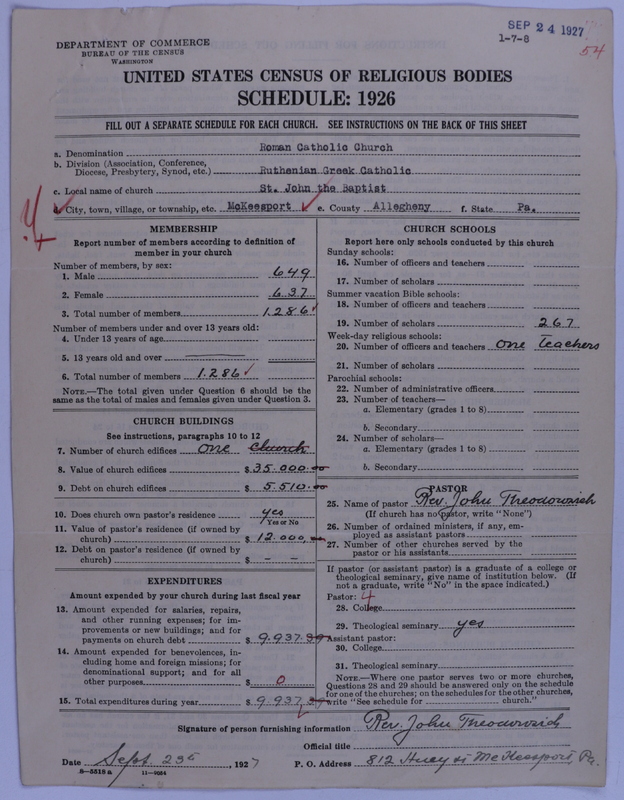 SEP 24 1927
1-7-8
54
DEPARTMENT OF COMMERCE
BUREAU OF THE CENSUS
WASHINGTON
UNITED STATES CENSUS OF RELIGIOUS BODIES
SCHEDULE: 1926
FILL OUT A SEPARATE SCHEDULE FOR EACH CHURCH. SEE INSTRUCTIONS ON THE BACK OF THIS SHEET
a. Denomination Roman Catholic Church
b. Division (Association, Conference,
Diocese, Presbytery, Synod, etc.) Ruthenian Greek Catholic
c. Local name of church St. John the Baptist
d. City, town, village, or township, etc. McKeesport e. County Allegheny f. State Pa.
MEMBERSHIP
Report number of members according to definition of
member in your church
Number of members, by sex:
1. Male 649
2. Female 637
3. Total number of members 1.286
Number of members under and over 13 years old:
4. Under 13 years of age
5. 13 years old and over
6. Total number of members 1.286
NOTE.—The total given under Question 6 should be the
same as the total of males and females given under Question 3.
CHURCH BUILDINGS
See instructions, paragraphs 10 to 12
7. Number of church edifices one church
8. Value of church edifices $ 35.000.00
9. Debt on church edifices $ 5.510.00
10. Does church own pastor's residence yes
Yes or No
11. Value of pastor's residence (if owned by
church) $ 12.000,
12. Debt on pastor's residence (if owned by
church) $ – –
EXPENDITURES
Amount expended by your church during last fiscal year
13. Amount expended for salaries, repairs,
and other running expenses; for im-
provements or new buildings; and for
payments on church debt $ 9.937.
14. Amount expended for benevolences, in-
cluding home and foreign missions; for
denominational support; and for all
other purposes $ 0
15. Total expenditures during year $ 9.937
CHURCH SCHOOLS
Report here only schools conducted by this church
Sunday schools:
16. Number of officers and teachers
17. Number of scholars
Summer vacation Bible schools:
18. Number of officers and teachers
19. Number of scholars 267
Week-day religious schools:
20. Number of officers and teachers one teachers
21. Number of scholars
Parochial schools:
22. Number of administrative officers
23. Number of teachers—
a. Elementary (grades 1 to 8)
b. Secondary
24. Number of scholars—
a. Elementary (grades 1 to 8)
b. Secondary
PASTOR
25. Name of pastor Rev. John
(If church has no pastor, write "None")
26. Number of ordained ministers, if any, em-
ployed as assistant pastors
27. Number of other churches served by the
pastor or his assistants
If pastor (or assistant pastor) is a graduate of a college or
theological seminary, give name of institution below. (If
not a graduate, write "No" in the space indicated.)
Pastor: 4
28. College
29. Theological seminary yes
Assistant pastor:
30. College
31. Theological seminary
NOTE.—Where one pastor serves two or more churches,
Questions 28 and 29 should be answered only on the schedule
for one of the churches; on the schedules for the other churches,
write "See schedule for church."
Signature of person furnishing information Rev. John
Official title
Date Sept. 23, 1927 P. O. Address 812 McKeesport, Pa.
8-5518 a 11-9054